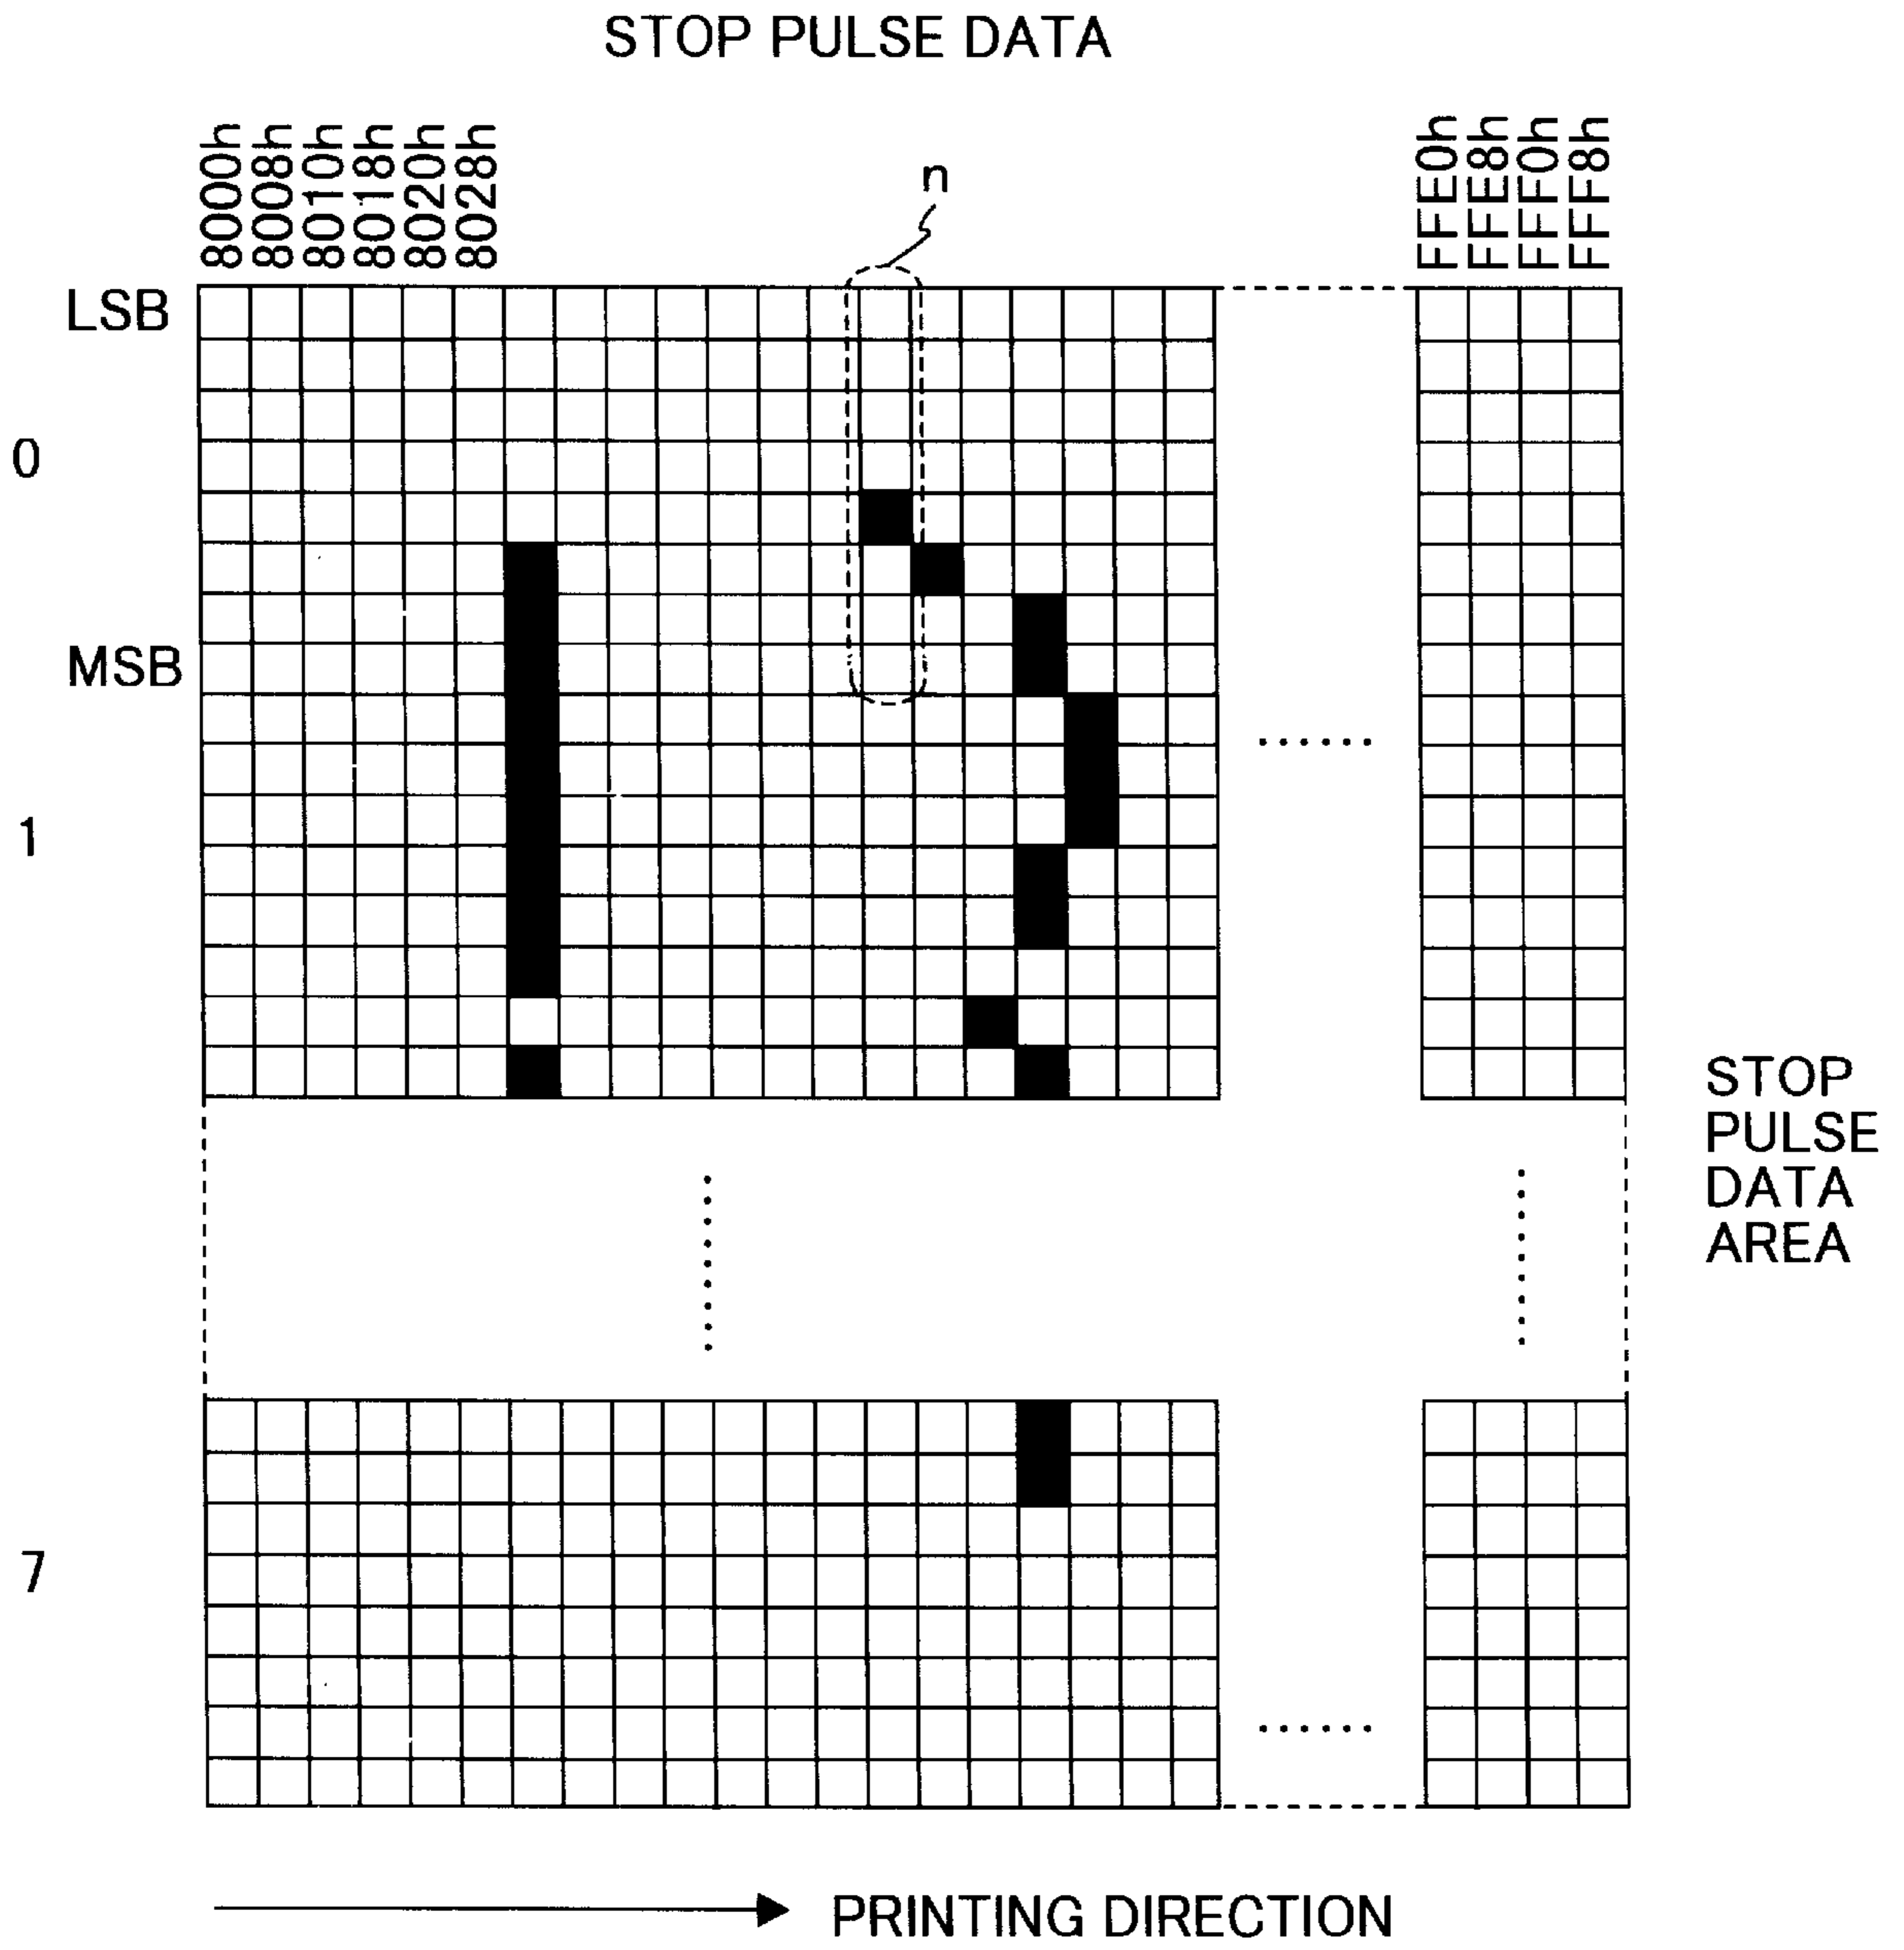 STOP PULSE DATA
8000h
8008h
8010h
8018h
8020h
8028h
n
FFE0h
FFE8h
FFF0h
FFF8h
LSB
0
MSB
1
STOP
PULSE
DATA
AREA
7
PRINTING DIRECTION